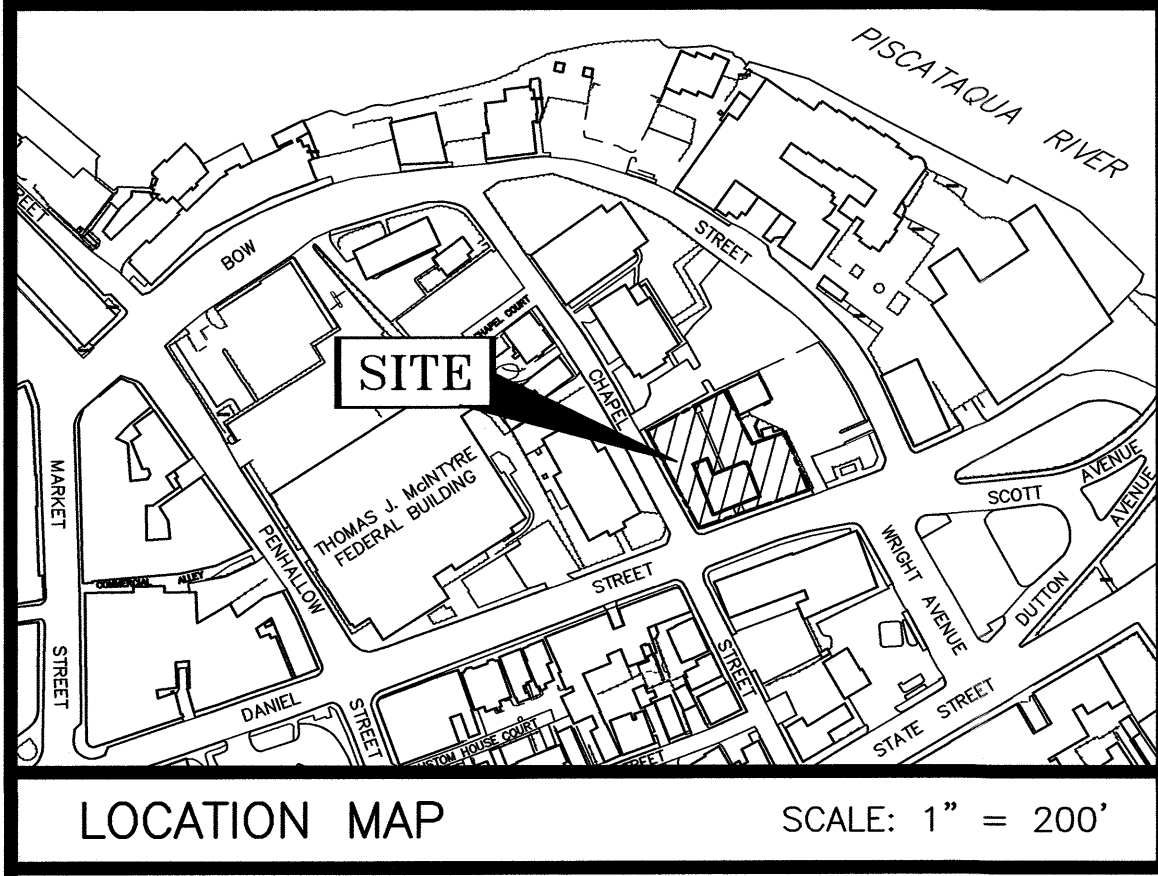 PISCATAQUA RIVER
STREET
BOW
STREET
CHAPEL COURT
SITE
CHAPEL
MARKET
STREET
PENHALLOW
STREET
THOMAS J. McINTYRE
FEDERAL BUILDING
COMMERCIAL ALLEY
SCOTT AVENUE
DUTTON AVENUE
WRIGHT AVENUE
DANIEL STREET
STREET
STATE STREET
HOUSE COURT
STREET
LOCATION MAP
SCALE: 1" = 200'